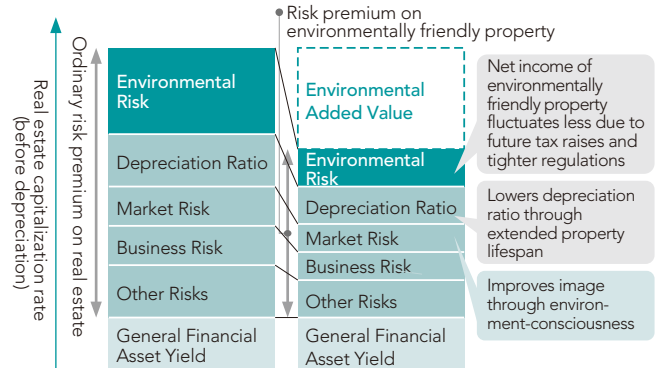 Risk premium on
environmentally friendly property
Real estate capitalization rate
(before depreciation)
Ordinary risk premium on real estate
Environmental
Risk
Depreciation Ratio
Market Risk
Business Risk
Other Risks
General Financial
Asset Yield
Environmental
Added Value
Environmental
Risk
Depreciation Ratio
Market Risk
Business Risk
Other Risks
General Financial
Asset Yield
Net income of
environmentally
friendly property
fluctuates less due to
future tax raises and
tighter regulations
Lowers depreciation
ratio through
extended property
lifespan
Improves image
through environ-
ment-consciousness